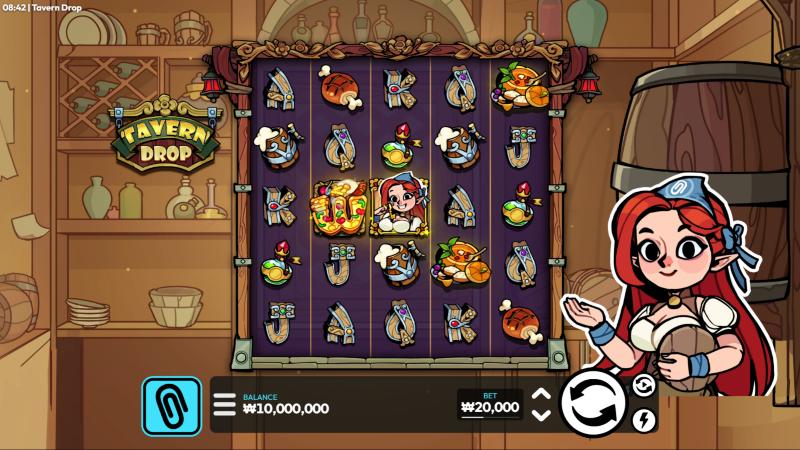 08:42 | Tavern Drop
TAVERN
DROP
A K Q
Q J
K W A
J Q
J A Q K
BALANCE
₩10,000,000
BET
₩20,000